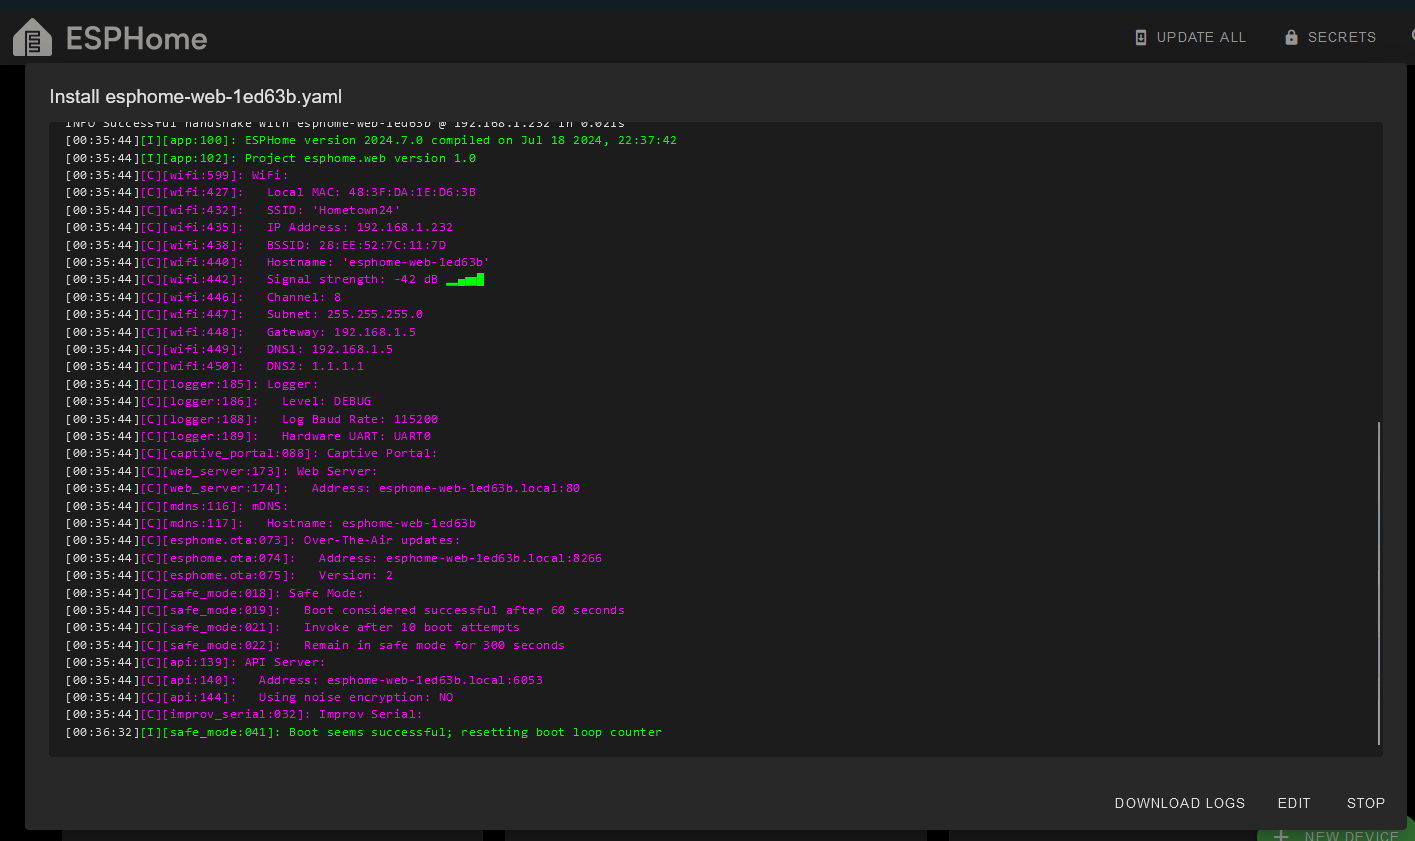 ESPHome
UPDATE ALL
SECRETS
Install esphome-web-1ed63b.yaml
INFO Successful handshake with esphome-web-1ed63b @ 192.168.1.232 in 0.021s
[00:35:44][I][app:100]: ESPHome version 2024.7.0 compiled on Jul 18 2024, 22:37:42
[00:35:44][I][app:102]: Project esphome.web version 1.0
[00:35:44][C][wifi:599]: WiFi:
[00:35:44][C][wifi:427]:   Local MAC: 48:3F:DA:1E:D6:3B
[00:35:44][C][wifi:432]:   SSID: 'Hometown24'
[00:35:44][C][wifi:435]:   IP Address: 192.168.1.232
[00:35:44][C][wifi:438]:   BSSID: 28:EE:52:7C:11:7D
[00:35:44][C][wifi:440]:   Hostname: 'esphome-web-1ed63b'
[00:35:44][C][wifi:442]:   Signal strength: -42 dB ▂▄▆█
[00:35:44][C][wifi:446]:   Channel: 8
[00:35:44][C][wifi:447]:   Subnet: 255.255.255.0
[00:35:44][C][wifi:448]:   Gateway: 192.168.1.5
[00:35:44][C][wifi:449]:   DNS1: 192.168.1.5
[00:35:44][C][wifi:450]:   DNS2: 1.1.1.1
[00:35:44][C][logger:185]: Logger:
[00:35:44][C][logger:186]:   Level: DEBUG
[00:35:44][C][logger:188]:   Log Baud Rate: 115200
[00:35:44][C][logger:189]:   Hardware UART: UART0
[00:35:44][C][captive_portal:088]: Captive Portal:
[00:35:44][C][web_server:173]: Web Server:
[00:35:44][C][web_server:174]:   Address: esphome-web-1ed63b.local:80
[00:35:44][C][mdns:116]: mDNS:
[00:35:44][C][mdns:117]:   Hostname: esphome-web-1ed63b
[00:35:44][C][esphome.ota:073]: Over-The-Air updates:
[00:35:44][C][esphome.ota:074]:   Address: esphome-web-1ed63b.local:8266
[00:35:44][C][esphome.ota:075]:   Version: 2
[00:35:44][C][safe_mode:018]: Safe Mode:
[00:35:44][C][safe_mode:019]:   Boot considered successful after 60 seconds
[00:35:44][C][safe_mode:021]:   Invoke after 10 boot attempts
[00:35:44][C][safe_mode:022]:   Remain in safe mode for 300 seconds
[00:35:44][C][api:139]: API Server:
[00:35:44][C][api:140]:   Address: esphome-web-1ed63b.local:6053
[00:35:44][C][api:144]:   Using noise encryption: NO
[00:35:44][C][improv_serial:032]: Improv Serial:
[00:36:32][I][safe_mode:041]: Boot seems successful; resetting boot loop counter
DOWNLOAD LOGS
EDIT
STOP
NEW DEVICE